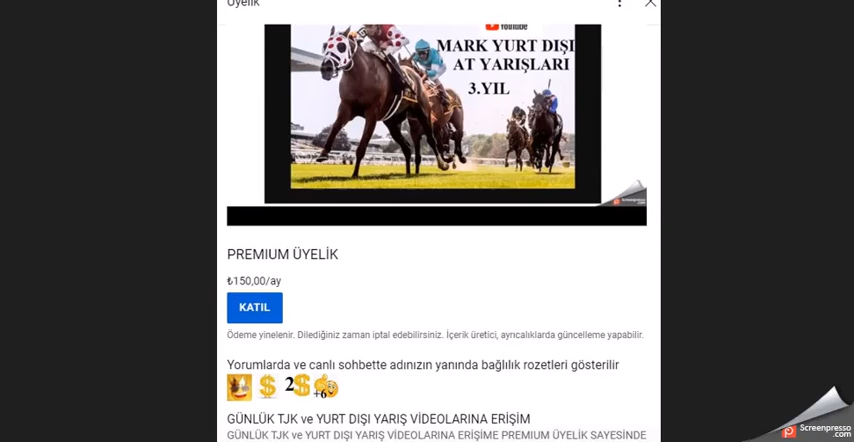 Üyelik
YouTube
MARK YURT DIŞI
AT YARIŞLARI
3.YIL
Screenpresso
.com
PREMIUM ÜYELİK
₺150,00/ay
KATIL
Ödeme yinelenir. Dilediğiniz zaman iptal edebilirsiniz. İçerik üretici, ayrıcalıklarda güncelleme yapabilir.
Yorumlarda ve canlı sohbette adınızın yanında bağlılık rozetleri gösterilir
2
+6
GÜNLÜK TJK ve YURT DIŞI YARIŞ VİDEOLARINA ERİŞİM
GÜNLÜK TJK ve YURT DIŞI YARIŞ VİDEOLARINA ERİŞİME PREMIUM ÜYELİK SAYESİNDE
Screenpresso
.com